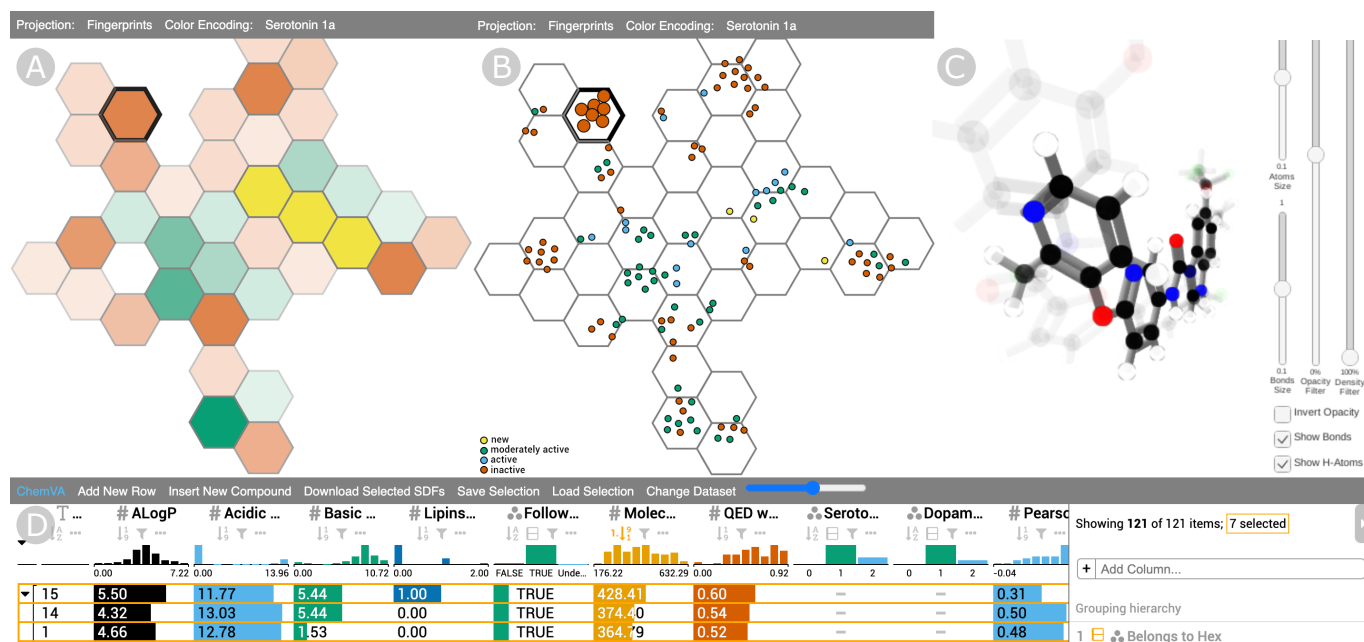 Projection: Fingerprints Color Encoding: Serotonin 1a
Projection: Fingerprints Color Encoding: Serotonin 1a
A
B
C
0.1
Atoms
Size
1
0.1
Bonds
Size
0%
Opacity
Filter
100%
Density
Filter
Invert Opacity
Show Bonds
Show H-Atoms
new
moderately active
active
inactive
ChemVA Add New Row Insert New Compound Download Selected SDFs Save Selection Load Selection Change Dataset
D
T ... # ALogP # Acidic ... # Basic ... # Lipins... Follow... # Molec... # QED w... Seroto... Dopam... # Pearso
0.00 7.22 0.00 13.96 0.00 10.72 0.00 2.00 FALSE TRUE Unde... 176.22 632.29 0.00 0.92 0 1 2 0 1 2 -0.04
15 5.50 11.77 5.44 1.00 TRUE 428.41 0.60 – – 0.31
14 4.32 13.03 5.44 0.00 TRUE 374.40 0.54 – – 0.50
1 4.66 12.78 1.53 0.00 TRUE 364.79 0.52 – – 0.48
Showing 121 of 121 items; 7 selected
+ Add Column...
Grouping hierarchy
1 Belongs to Hex